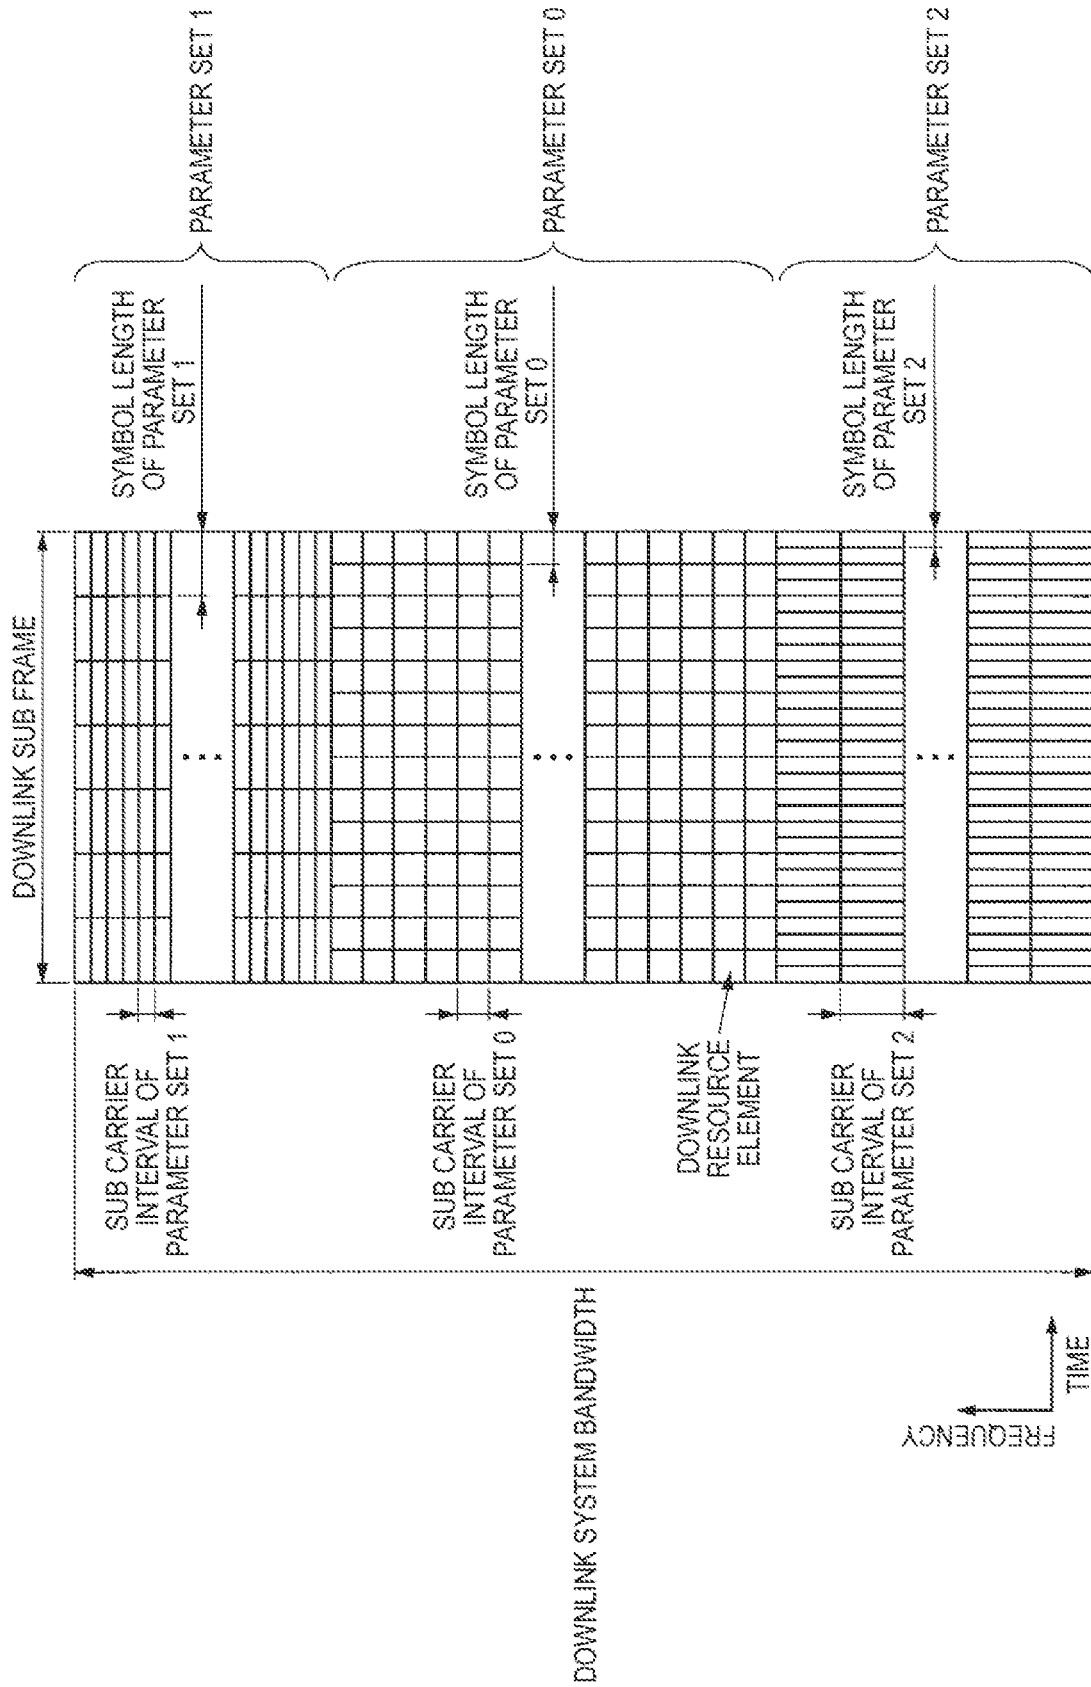 DOWNLINK SUB FRAME
SUB CARRIER
INTERVAL OF
PARAMETER SET 1
SYMBOL LENGTH
OF PARAMETER
SET 1
PARAMETER SET 1
DOWNLINK SYSTEM BANDWIDTH
SUB CARRIER
INTERVAL OF
PARAMETER SET 0
SYMBOL LENGTH
OF PARAMETER
SET 0
PARAMETER SET 0
DOWNLINK
RESOURCE
ELEMENT
SUB CARRIER
INTERVAL OF
PARAMETER SET 2
SYMBOL LENGTH
OF PARAMETER
SET 2
PARAMETER SET 2
FREQUENCY
TIME